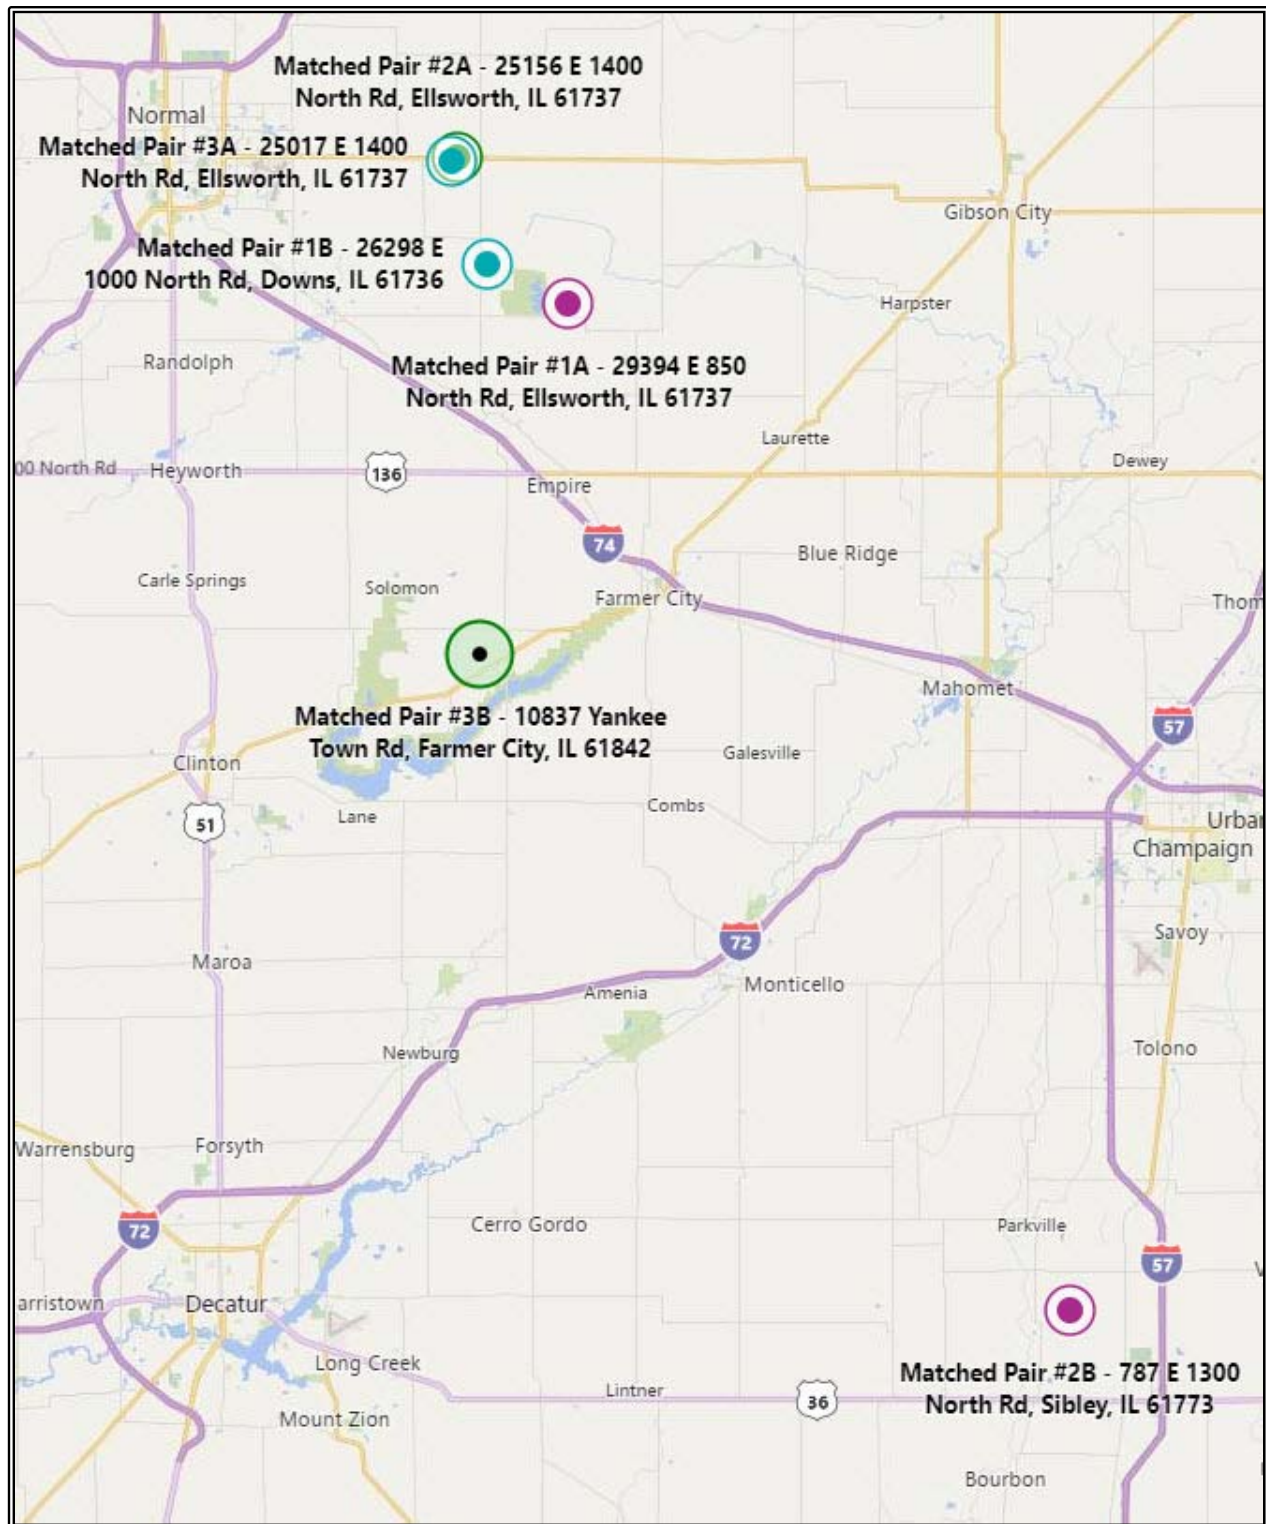 Matched Pair #2A - 25156 E 1400
North Rd, Ellsworth, IL 61737
Normal
Matched Pair #3A - 25017 E 1400
North Rd, Ellsworth, IL 61737
Gibson City
Matched Pair #1B - 26298 E
1000 North Rd, Downs, IL 61736
Harpster
Randolph
Matched Pair #1A - 29394 E 850
North Rd, Ellsworth, IL 61737
Laurette
Dewey
00 North Rd
Heyworth
136
Empire
74
Blue Ridge
Carle Springs
Solomon
Farmer City
Thom
Mahomet
Matched Pair #3B - 10837 Yankee
Town Rd, Farmer City, IL 61842
57
Galesville
Clinton
Combs
Lane
51
Urba
Champaign
72
Savoy
Maroa
Monticello
Amenia
Newburg
Tolono
Warrensburg
Forsyth
Cerro Gordo
Parkville
72
57
arristown
Decatur
Long Creek
Matched Pair #2B - 787 E 1300
North Rd, Sibley, IL 61773
Lintner
36
Mount Zion
Bourbon